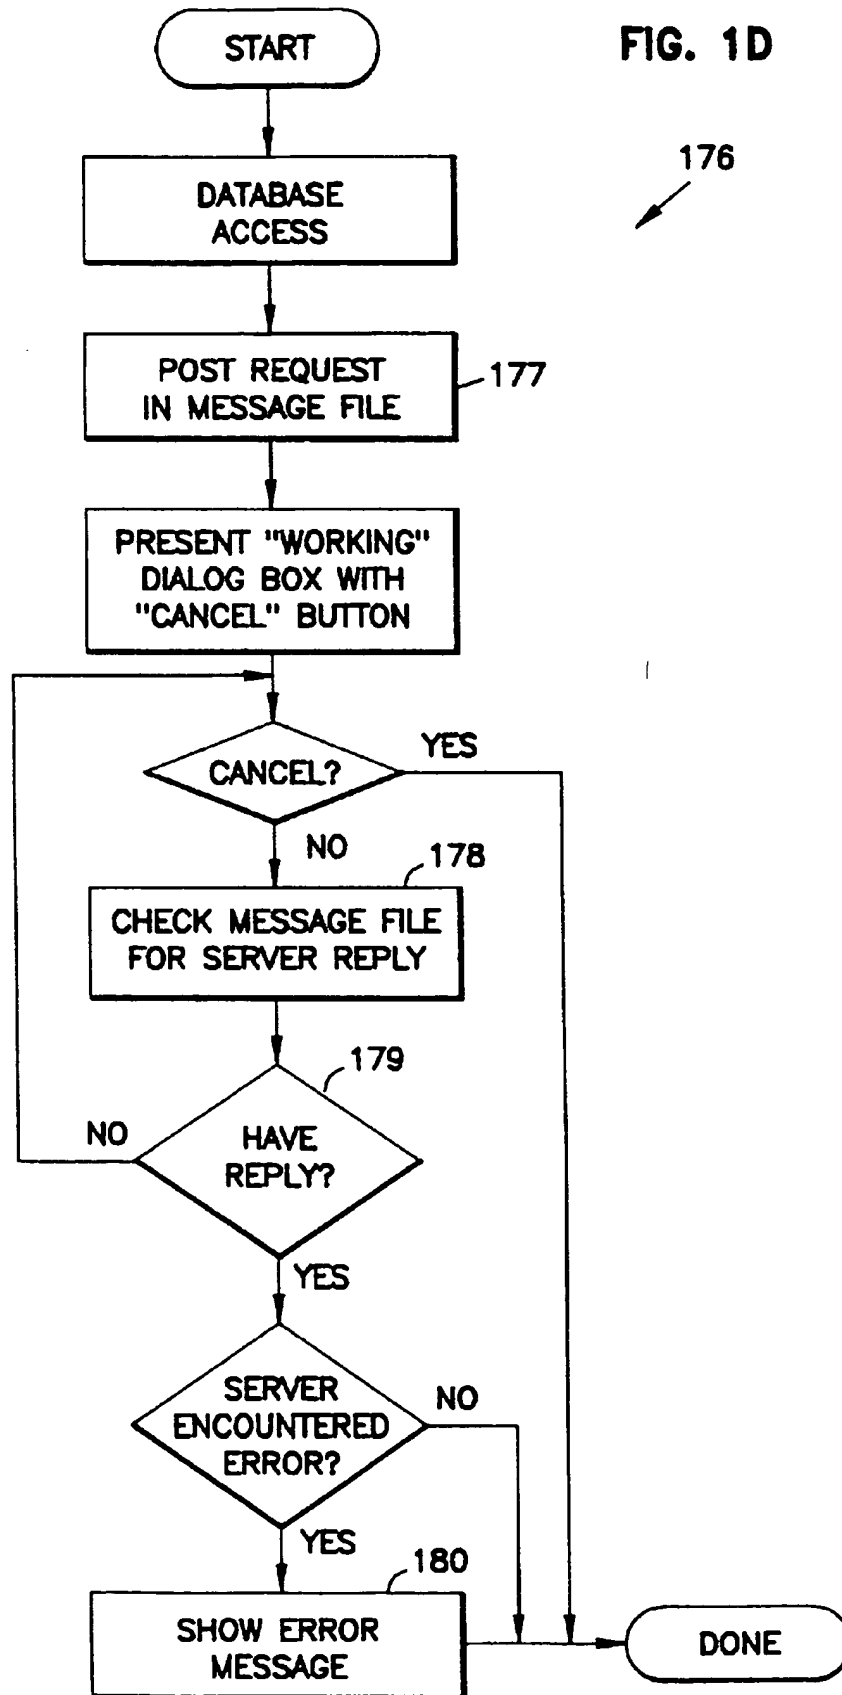 START
FIG. 1D
176
DATABASE
ACCESS
POST REQUEST
IN MESSAGE FILE
177
PRESENT "WORKING"
DIALOG BOX WITH
"CANCEL" BUTTON
CANCEL?
YES
NO
178
CHECK MESSAGE FILE
FOR SERVER REPLY
179
HAVE
REPLY?
NO
YES
SERVER
ENCOUNTERED
ERROR?
NO
YES
180
SHOW ERROR
MESSAGE
DONE